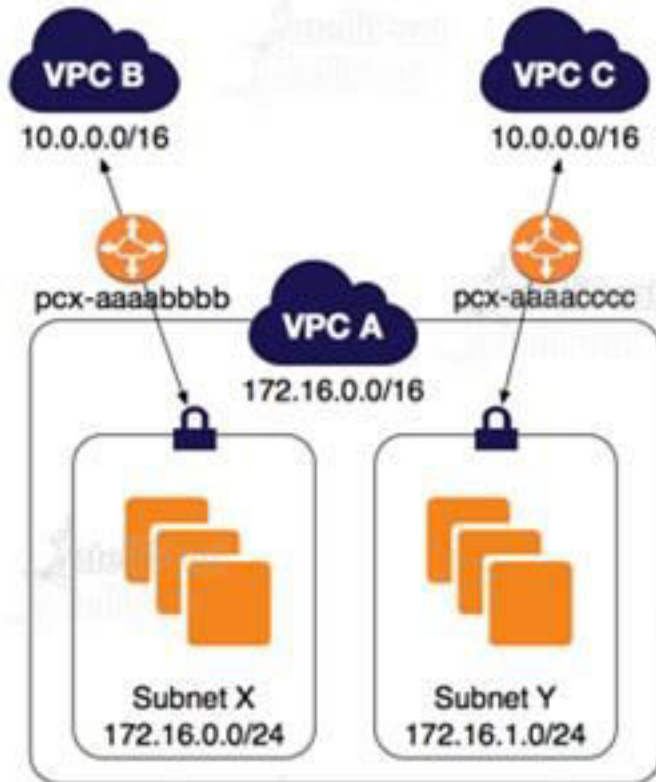 VPC B
VPC C
10.0.0.0/16
10.0.0.0/16
pcx-aaaabbbb
pcx-aaaacccc
VPC A
172.16.0.0/16
Subnet X
172.16.0.0/24
Subnet Y
172.16.1.0/24